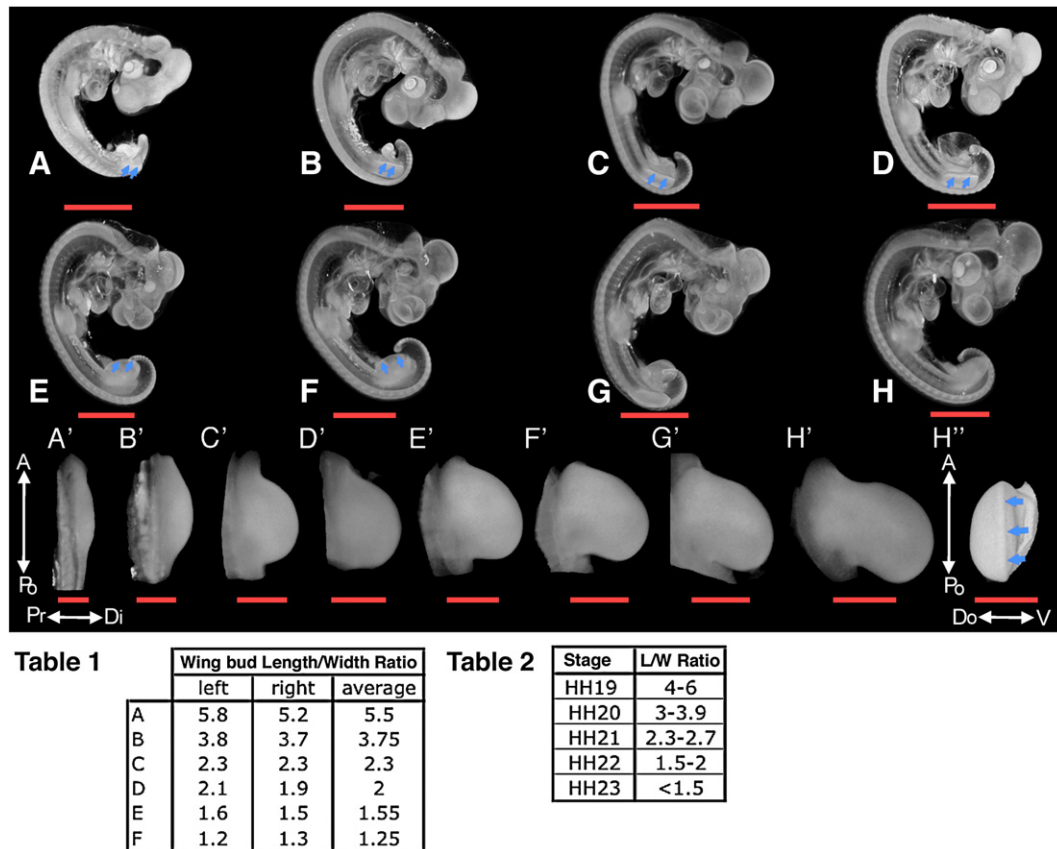 A B C D
E F G H
A' B' C' D' E' F' G' H' H''
A A
Po Po
Pr Di Do V
Table 1
Wing bud Length/Width Ratio
left right average
A 5.8 5.2 5.5
B 3.8 3.7 3.75
C 2.3 2.3 2.3
D 2.1 1.9 2
E 1.6 1.5 1.55
F 1.2 1.3 1.25
Table 2
Stage L/W Ratio
HH19 4-6
HH20 3-3.9
HH21 2.3-2.7
HH22 1.5-2
HH23 <1.5